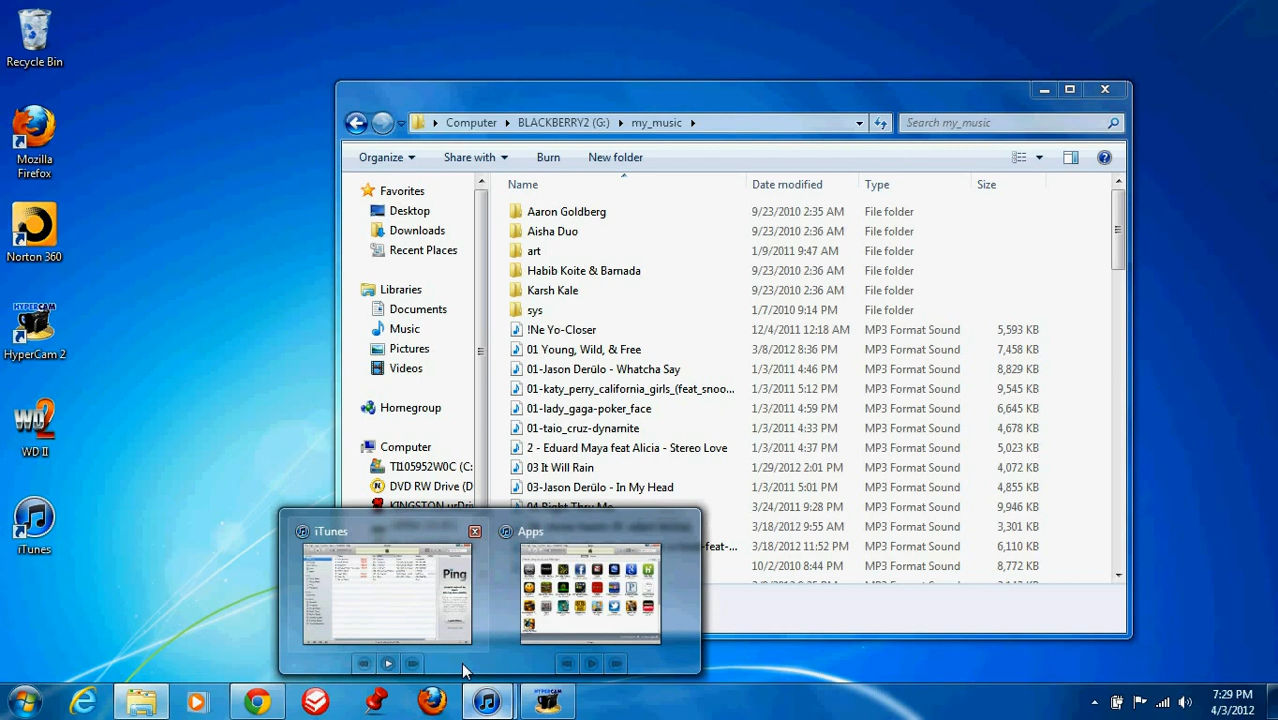 Recycle Bin
Mozilla
Firefox
Norton 360
HYPERCAM
HyperCam 2
WD II
iTunes
Computer BLACKBERRY2 (G:) my_music
Search my_music
Organize Share with Burn New folder
Name Date modified Type Size
Favorites
Desktop
Downloads
Recent Places
Libraries
Documents
Music
Pictures
Videos
Homegroup
Computer
TI105952W0C (C:
DVD RW Drive (D
Aaron Goldberg 9/23/2010 2:35 AM File folder
Aisha Duo 9/23/2010 2:36 AM File folder
art 1/9/2011 9:47 AM File folder
Habib Koite & Bamada 9/23/2010 2:36 AM File folder
Karsh Kale 9/23/2010 2:36 AM File folder
sys 1/7/2010 9:14 PM File folder
!Ne Yo-Closer 12/4/2011 12:18 AM MP3 Format Sound 5,593 KB
01 Young, Wild, & Free 3/8/2012 8:36 PM MP3 Format Sound 7,458 KB
01-Jason Derülo - Whatcha Say 1/3/2011 4:46 PM MP3 Format Sound 8,829 KB
01-katy_perry_california_girls_(feat_snoo... 1/3/2011 5:12 PM MP3 Format Sound 9,545 KB
01-lady_gaga-poker_face 1/3/2011 4:59 PM MP3 Format Sound 6,645 KB
01-taio_cruz-dynamite 1/3/2011 4:33 PM MP3 Format Sound 4,678 KB
2 - Eduard Maya feat Alicia - Stereo Love 1/3/2011 4:37 PM MP3 Format Sound 5,023 KB
03 It Will Rain 1/29/2012 2:01 PM MP3 Format Sound 4,072 KB
03-Jason Derülo - In My Head 1/3/2011 5:01 PM MP3 Format Sound 4,855 KB
3/24/2011 9:28 PM MP3 Format Sound 9,946 KB
3/18/2012 9:55 AM MP3 Format Sound 3,301 KB
3/18/2012 11:52 PM MP3 Format Sound 6,110 KB
10/2/2010 8:44 PM MP3 Format Sound 8,772 KB
iTunes
Apps
Ping
7:29 PM
4/3/2012